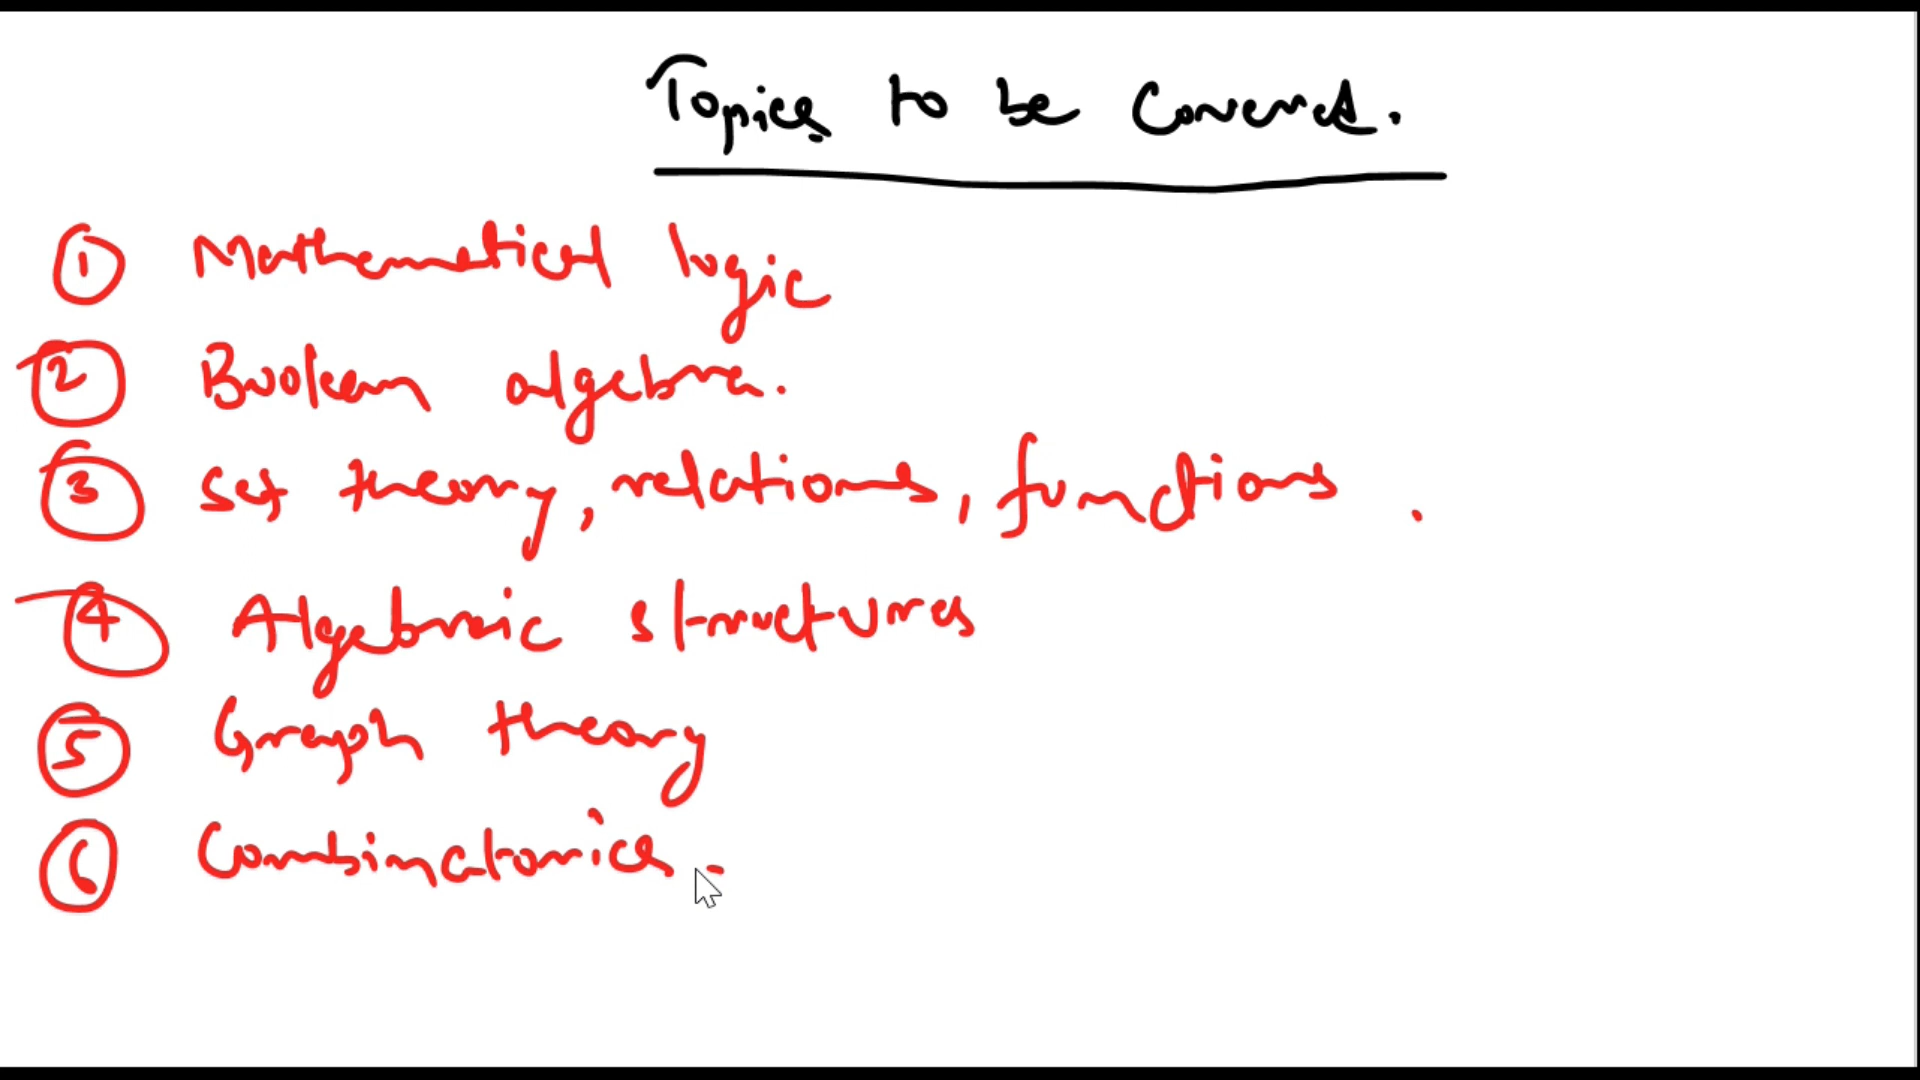 Topics to be Covered.
1 Mathematical logic
2 Boolean algebra.
3 Set theory, relations, functions.
4 Algebraic structures
5 Graph theory
6 Combinatorics.